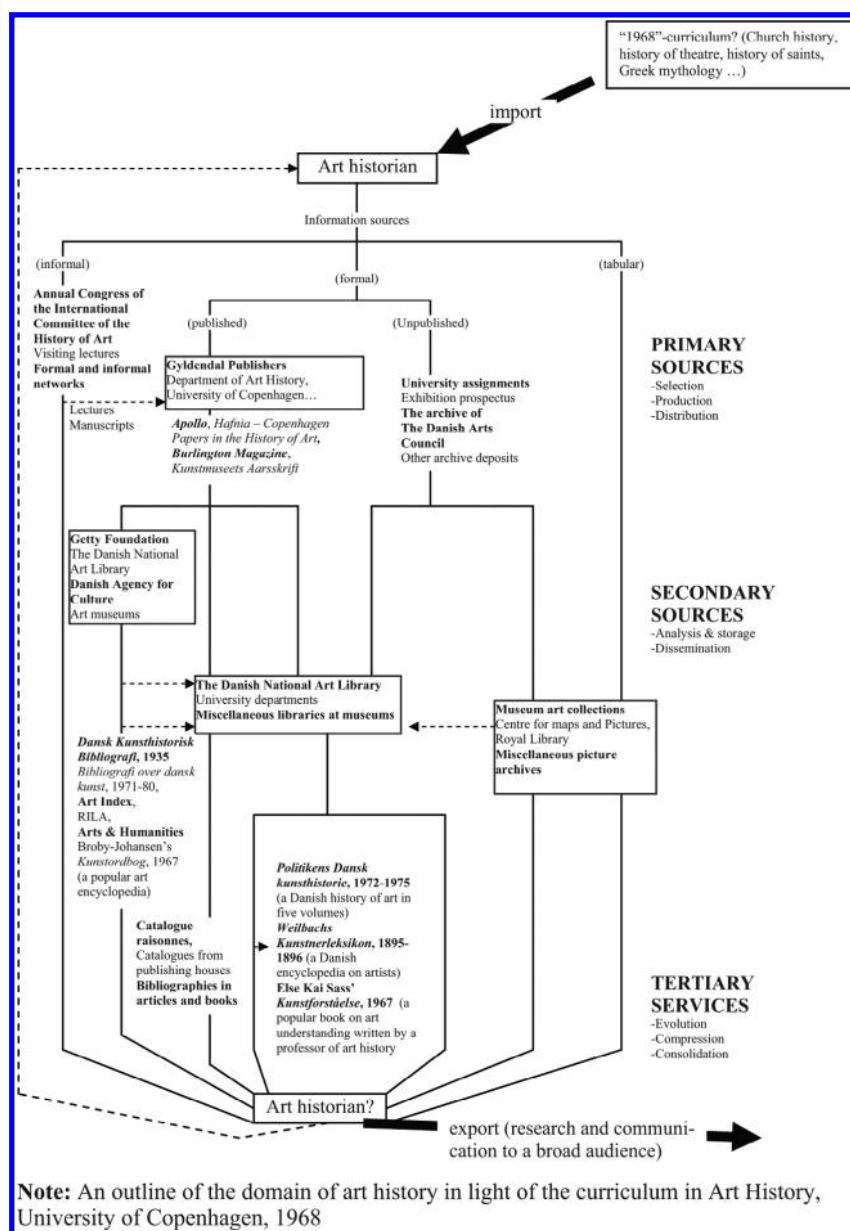 “1968”-curriculum? (Church history,
history of theatre, history of saints,
Greek mythology …)
import
Art historian
Information sources
(informal)
(formal)
(tabular)
Annual Congress of
the International
Committee of the
History of Art
Visiting lectures
Formal and informal
networks
Lectures
Manuscripts
(published)
(Unpublished)
Gyldendal Publishers
Department of Art History,
University of Copenhagen…
Apollo, Hafnia – Copenhagen
Papers in the History of Art,
Burlington Magazine,
Kunstmuseets Aarsskrift
University assignments
Exhibition prospectus
The archive of
The Danish Arts
Council
Other archive deposits
PRIMARY
SOURCES
-Selection
-Production
-Distribution
Getty Foundation
The Danish National
Art Library
Danish Agency for
Culture
Art museums
SECONDARY
SOURCES
-Analysis & storage
-Dissemination
The Danish National Art Library
University departments
Miscellaneous libraries at museums
Museum art collections
Centre for maps and Pictures,
Royal Library
Miscellaneous picture
archives
Dansk Kunsthistorisk
Bibliografi, 1935
Bibliografi over dansk
kunst, 1971-80,
Art Index,
RILA,
Arts & Humanities
Broby-Johansen’s
Kunstordbog, 1967
(a popular art
encyclopedia)
Catalogue
raisonnes,
Catalogues from
publishing houses
Bibliographies in
articles and books
Politikens Dansk
kunsthistorie, 1972-1975
(a Danish history of art in
five volumes)
Weilbachs
Kunstnerleksikon, 1895-
1896 (a Danish
encyclopedia on artists)
Else Kai Sass’
Kunstforståelse, 1967 (a
popular book on art
understanding written by a
professor of art history
TERTIARY
SERVICES
-Evolution
-Compression
-Consolidation
Art historian?
export (research and communi-
cation to a broad audience)
Note: An outline of the domain of art history in light of the curriculum in Art History,
University of Copenhagen, 1968